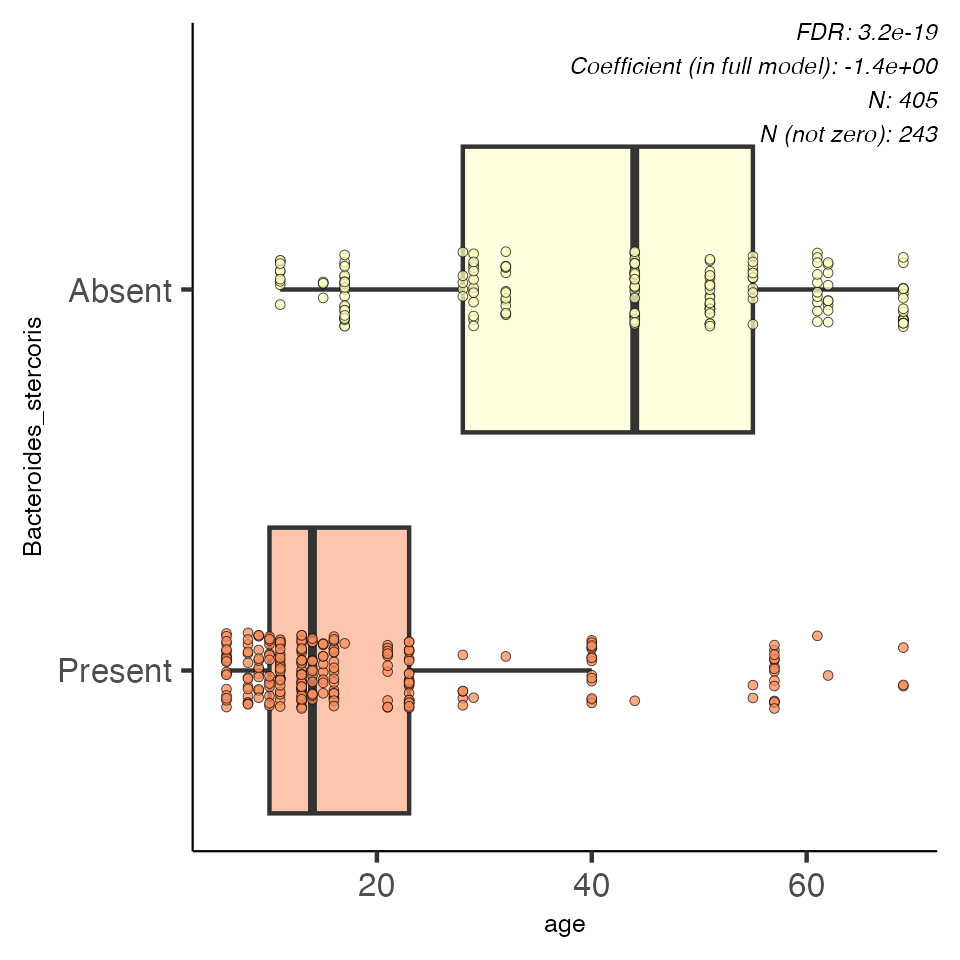 FDR: 3.2e-19
Coefficient (in full model): -1.4e+00
N: 405
N (not zero): 243
Bacteroides_stercoris
Absent
Present
20 40 60
age